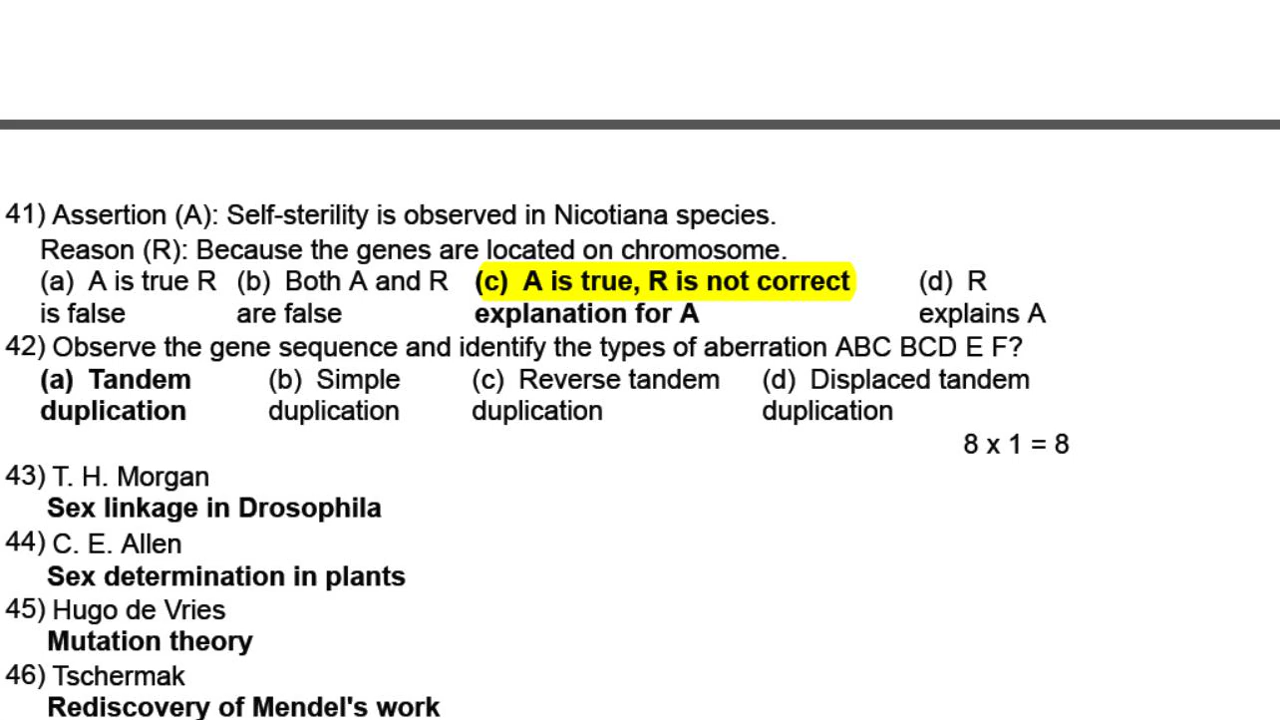 41) Assertion (A): Self-sterility is observed in Nicotiana species.
Reason (R): Because the genes are located on chromosome.
(a) A is true R (b) Both A and R (c) A is true, R is not correct (d) R
is false are false explanation for A explains A
42) Observe the gene sequence and identify the types of aberration ABC BCD E F?
(a) Tandem (b) Simple (c) Reverse tandem (d) Displaced tandem
duplication duplication duplication duplication
8 x 1 = 8
43) T. H. Morgan
Sex linkage in Drosophila
44) C. E. Allen
Sex determination in plants
45) Hugo de Vries
Mutation theory
46) Tschermak
Rediscovery of Mendel's work